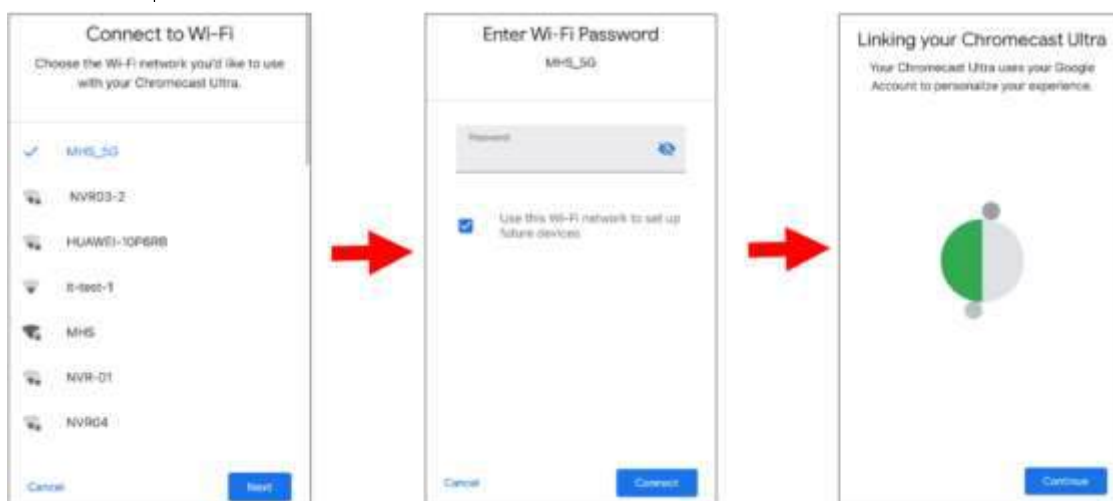 Connect to Wi-Fi
Choose the Wi-Fi network you'd like to use
with your Chromecast Ultra.
MHS_5G
NVR03-2
HUAWEI-10P6RB
it-test-1
MHS
NVR-01
NVR04
Cancel
Next
Enter Wi-Fi Password
MHS_5G
Password
Use this Wi-Fi network to set up
future devices
Cancel
Connect
Linking your Chromecast Ultra
Your Chromecast Ultra uses your Google
Account to personalize your experience.
Continue